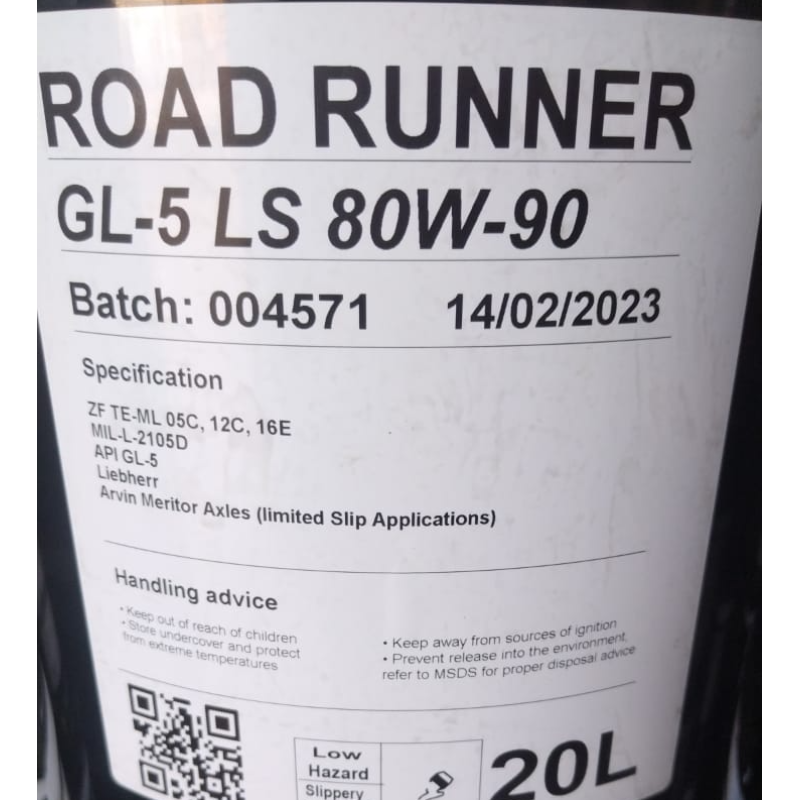 ROAD RUNNER
GL-5 LS 80W-90
Batch: 004571 14/02/2023
Specification
ZF TE-ML 05C, 12C, 16E
MIL-L-2105D
API GL-5
Liebherr
Arvin Meritor Axles (limited Slip Applications)
Handling advice
• Keep out of reach of children
• Store undercover and protect
from extreme temperatures
• Keep away from sources of ignition
• Prevent release into the environment,
refer to MSDS for proper disposal advice
Low
Hazard
Slippery
20L